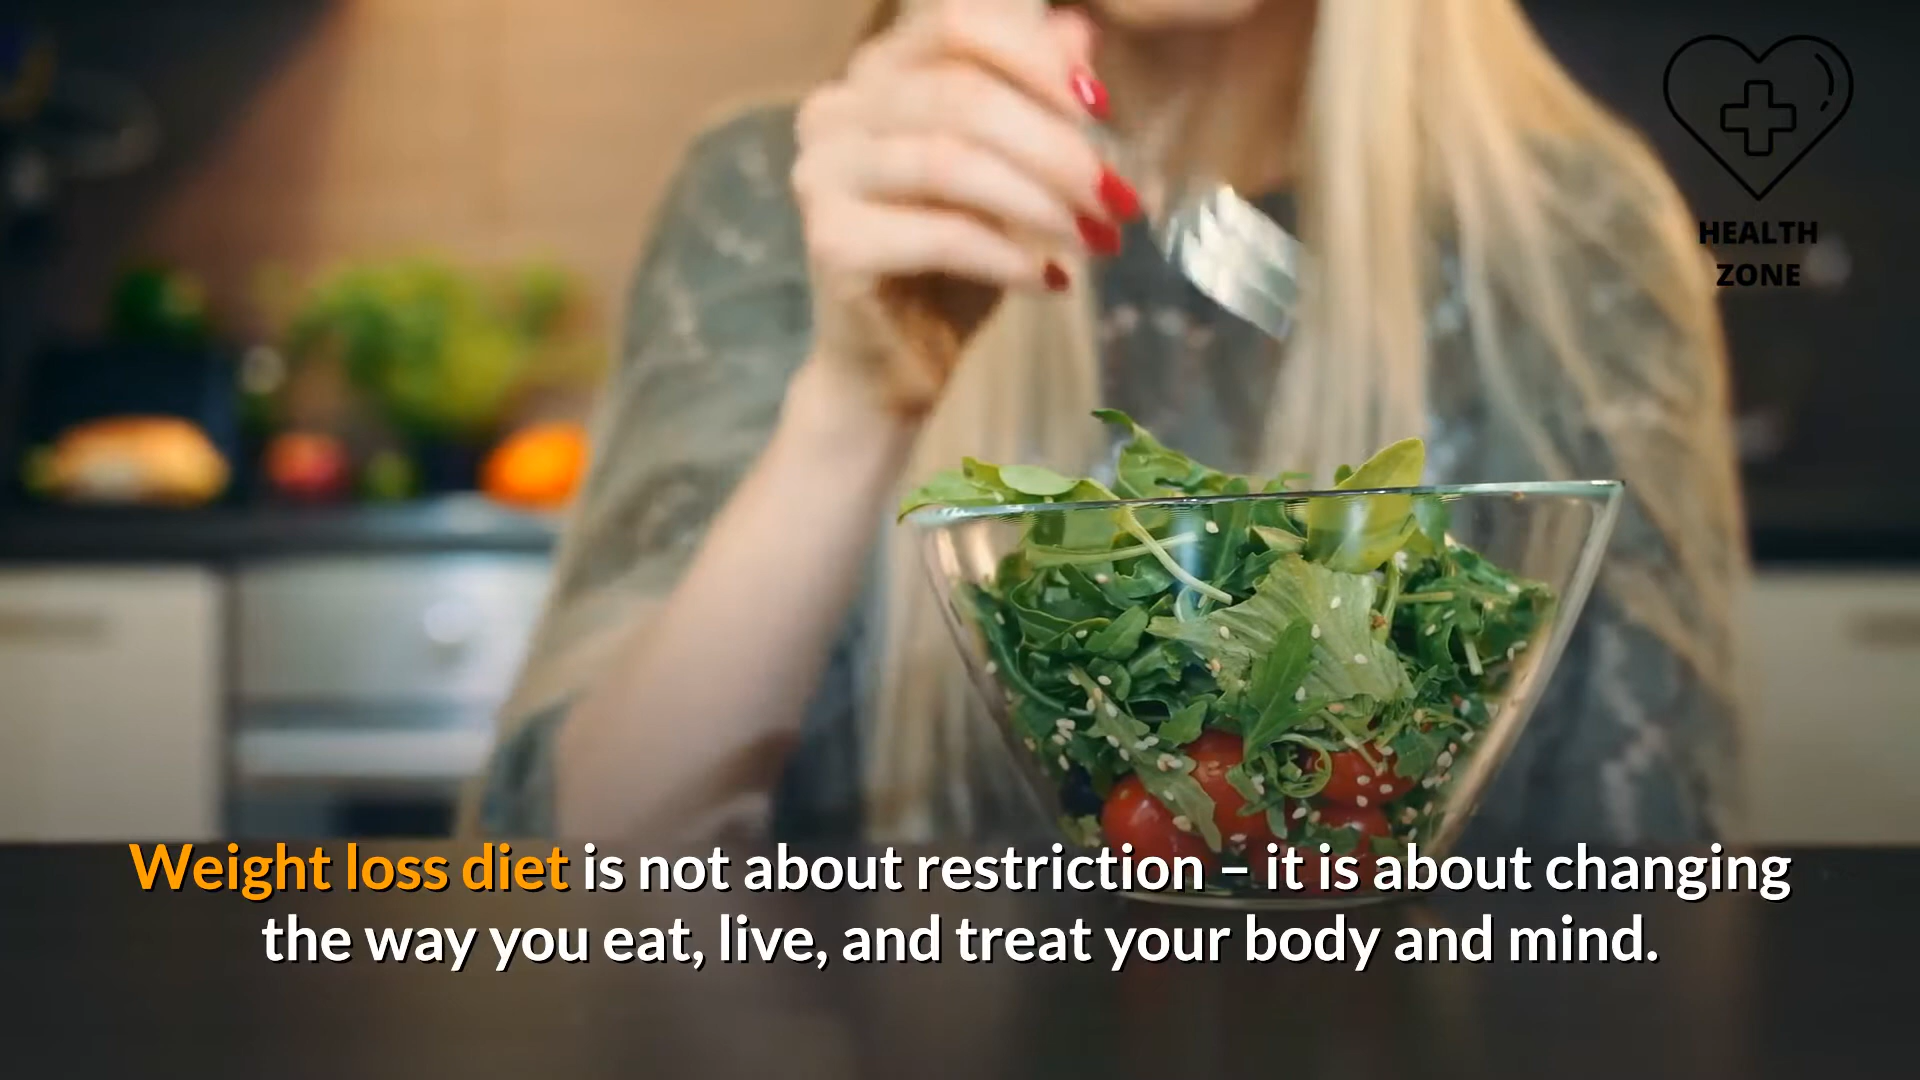 HEALTH
ZONE
Weight loss diet is not about restriction – it is about changing
the way you eat, live, and treat your body and mind.